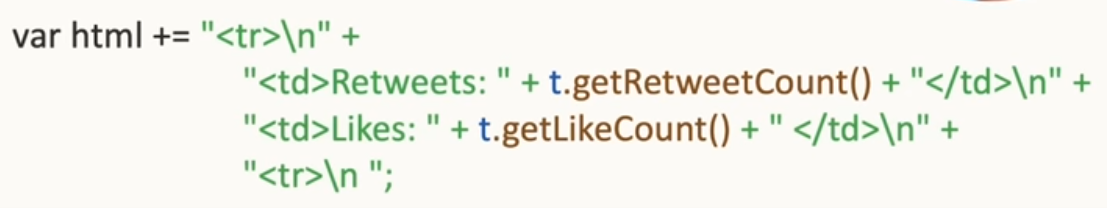 var html += "<tr>\n" +
"<td>Retweets: " + t.getRetweetCount() + "</td>\n" +
"<td>Likes: " + t.getLikeCount() + " </td>\n" +
"<tr>\n ";